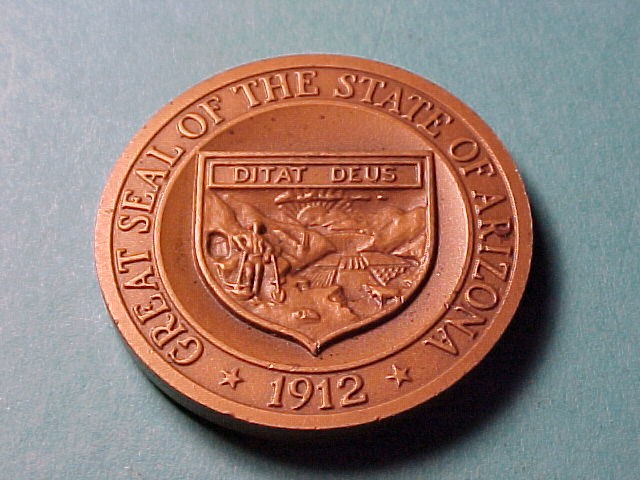 GREAT SEAL OF THE STATE OF ARIZONA
DITAT DEUS
★ 1912 ★